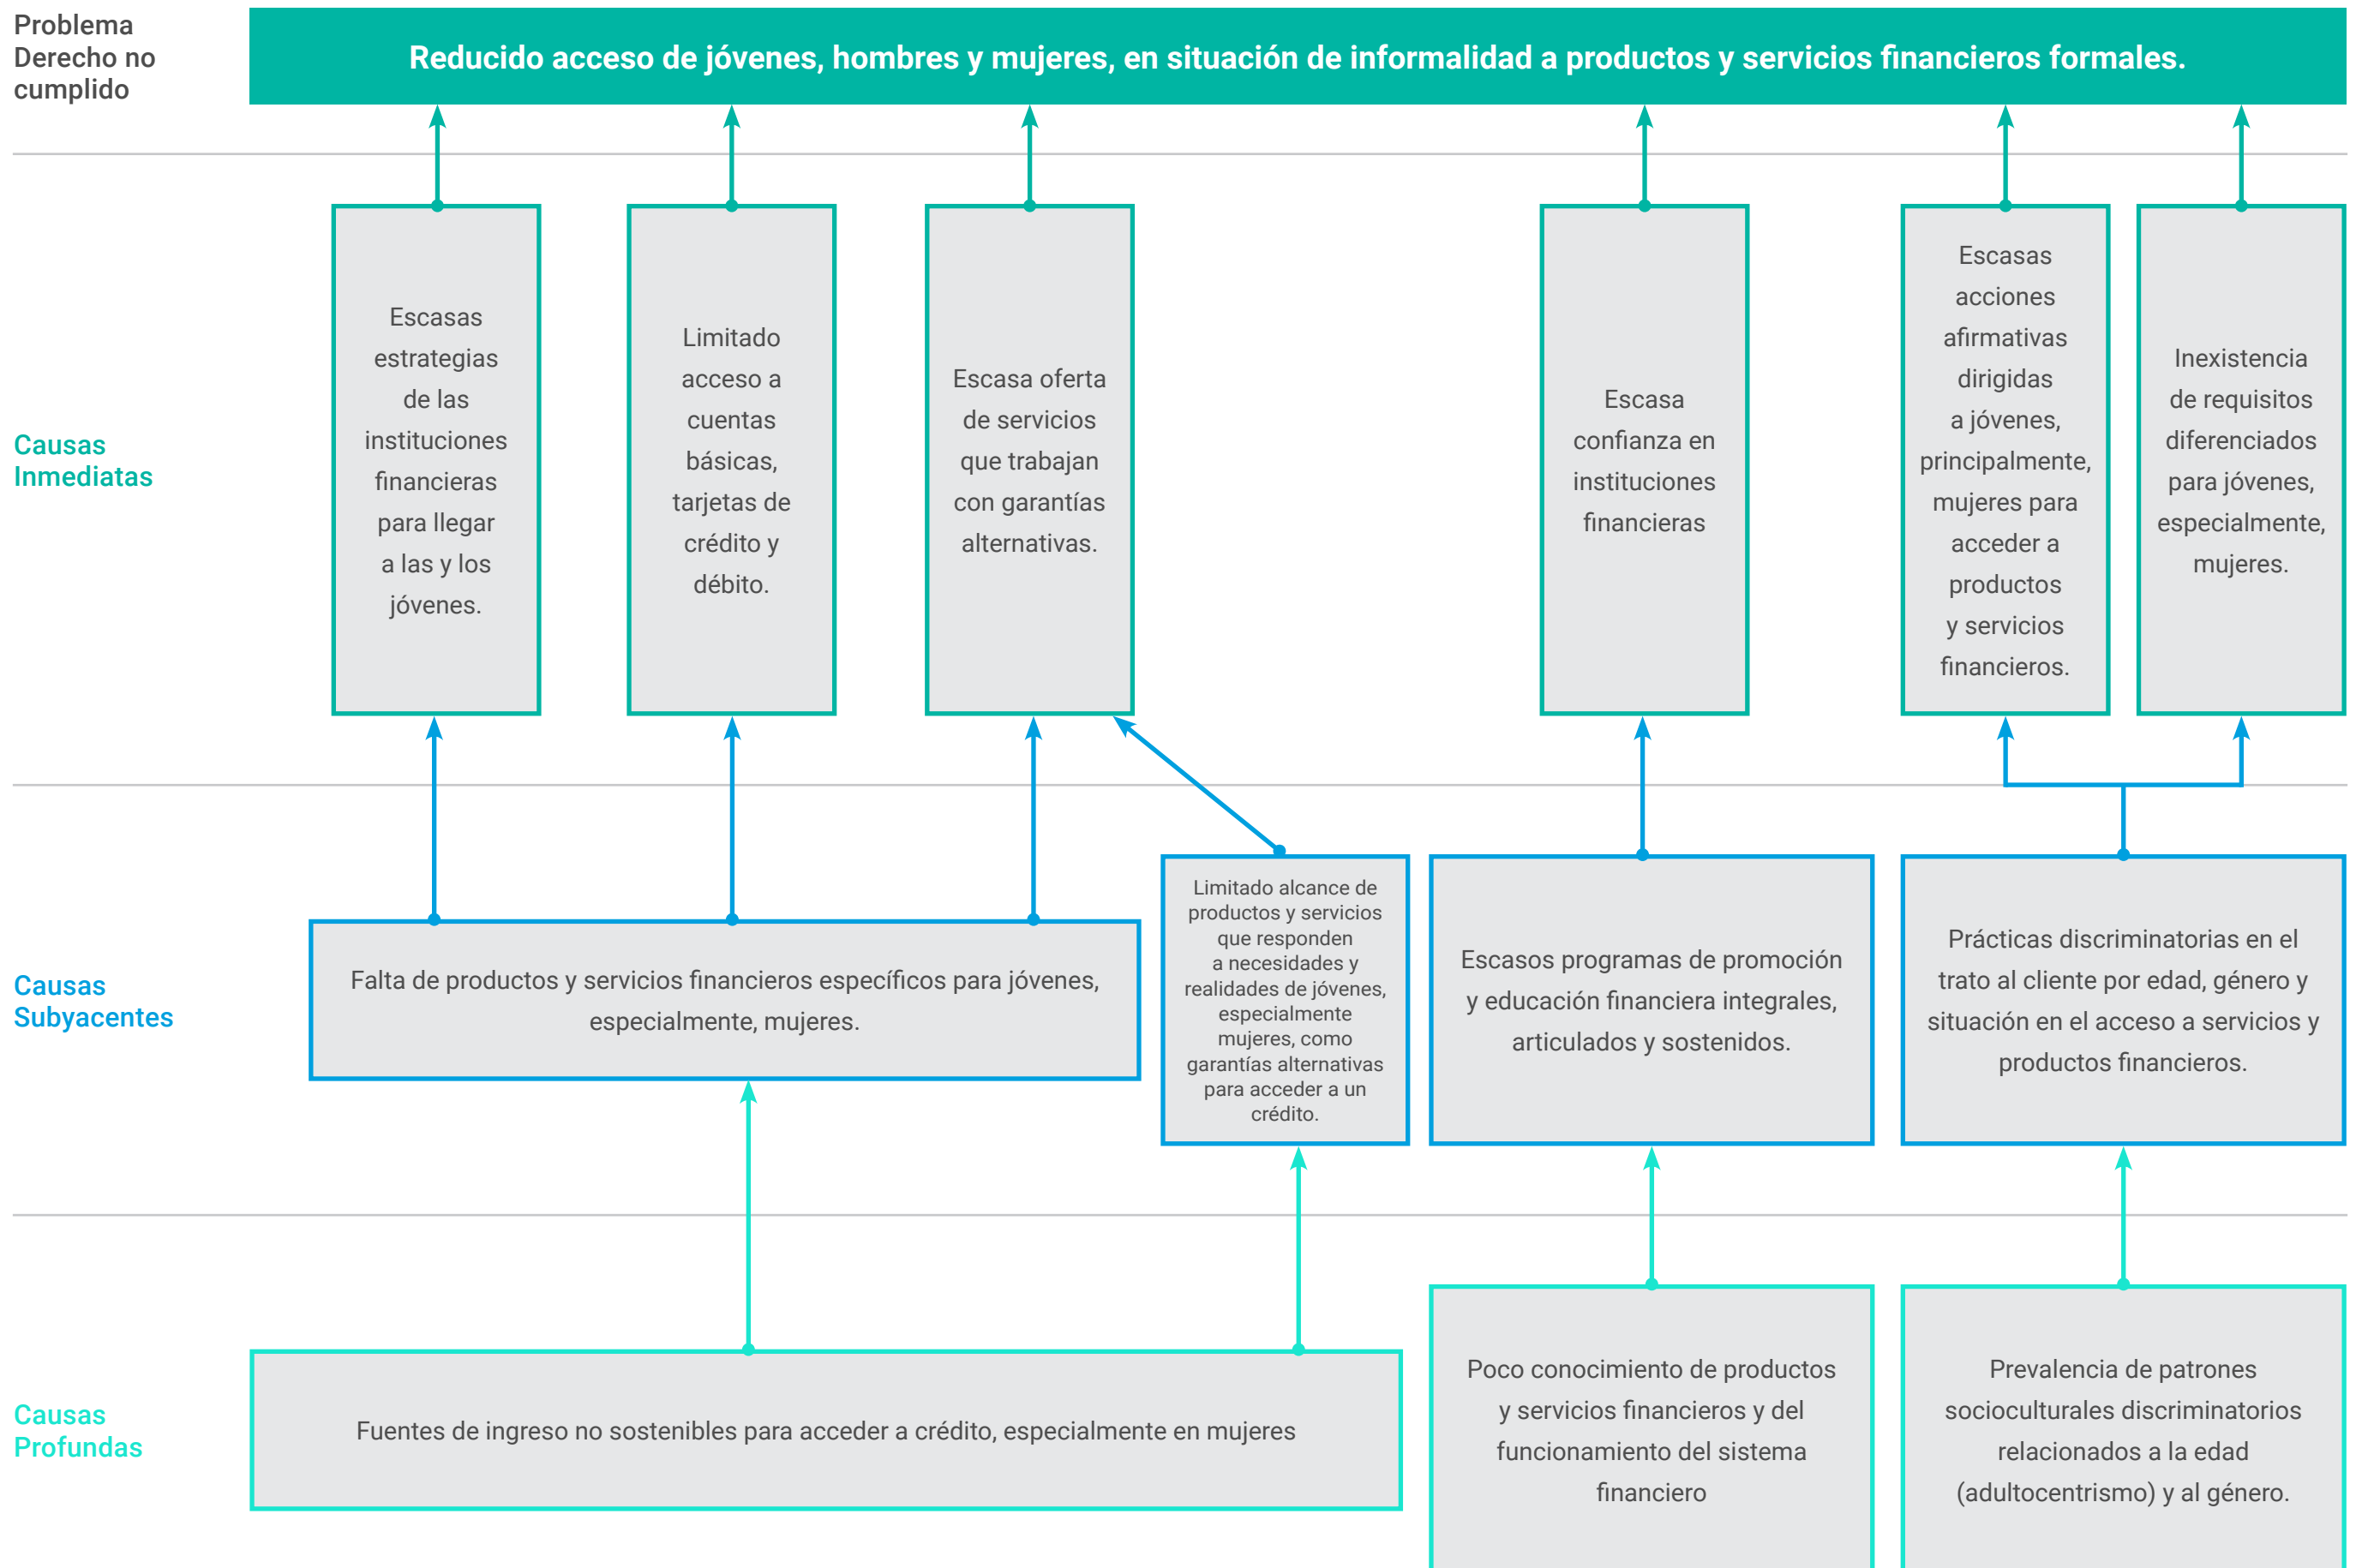 Problema
Derecho no
cumplido
Reducido acceso de jóvenes, hombres y mujeres, en situación de informalidad a productos y servicios financieros formales.
Causas
Inmediatas
Escasas
estrategias
de las
instituciones
financieras
para llegar
a las y los
jóvenes.
Limitado
acceso a
cuentas
básicas,
tarjetas de
crédito y
débito.
Escasa oferta
de servicios
que trabajan
con garantías
alternativas.
Escasa
confianza en
instituciones
financieras
Escasas
acciones
afirmativas
dirigidas
a jóvenes,
principalmente,
mujeres para
acceder a
productos
y servicios
financieros.
Inexistencia
de requisitos
diferenciados
para jóvenes,
especialmente,
mujeres.
Causas
Subyacentes
Falta de productos y servicios financieros específicos para jóvenes,
especialmente, mujeres.
Limitado alcance de
productos y servicios
que responden
a necesidades y
realidades de jóvenes,
especialmente
mujeres, como
garantías alternativas
para acceder a un
crédito.
Escasos programas de promoción
y educación financiera integrales,
articulados y sostenidos.
Prácticas discriminatorias en el
trato al cliente por edad, género y
situación en el acceso a servicios y
productos financieros.
Causas
Profundas
Fuentes de ingreso no sostenibles para acceder a crédito, especialmente en mujeres
Poco conocimiento de productos
y servicios financieros y del
funcionamiento del sistema
financiero
Prevalencia de patrones
socioculturales discriminatorios
relacionados a la edad
(adultocentrismo) y al género.